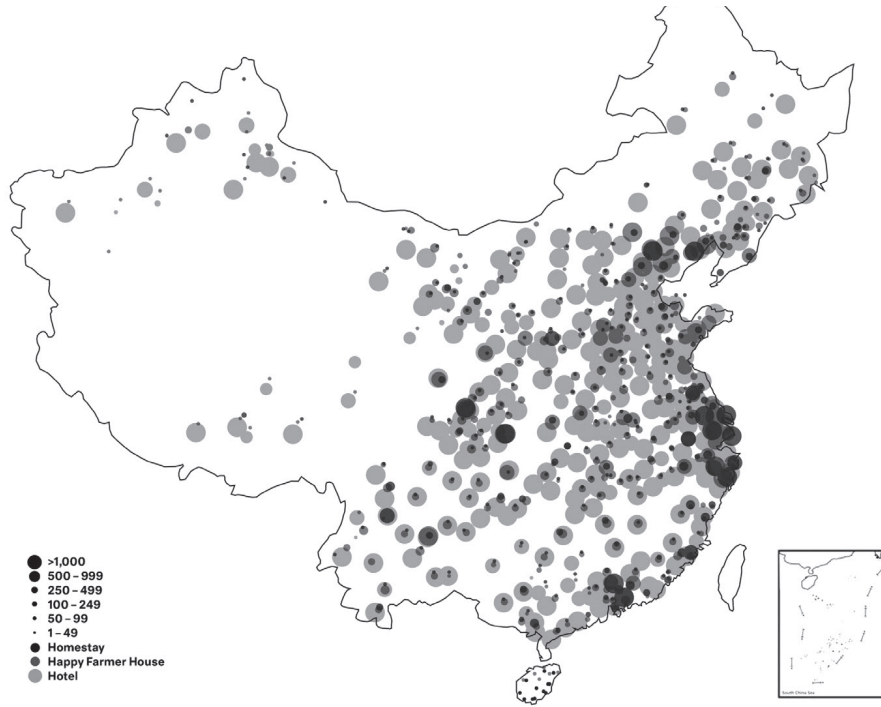 >1,000
500 – 999
250 – 499
100 – 249
50 – 99
1 – 49
Homestay
Happy Farmer House
Hotel
South China Sea